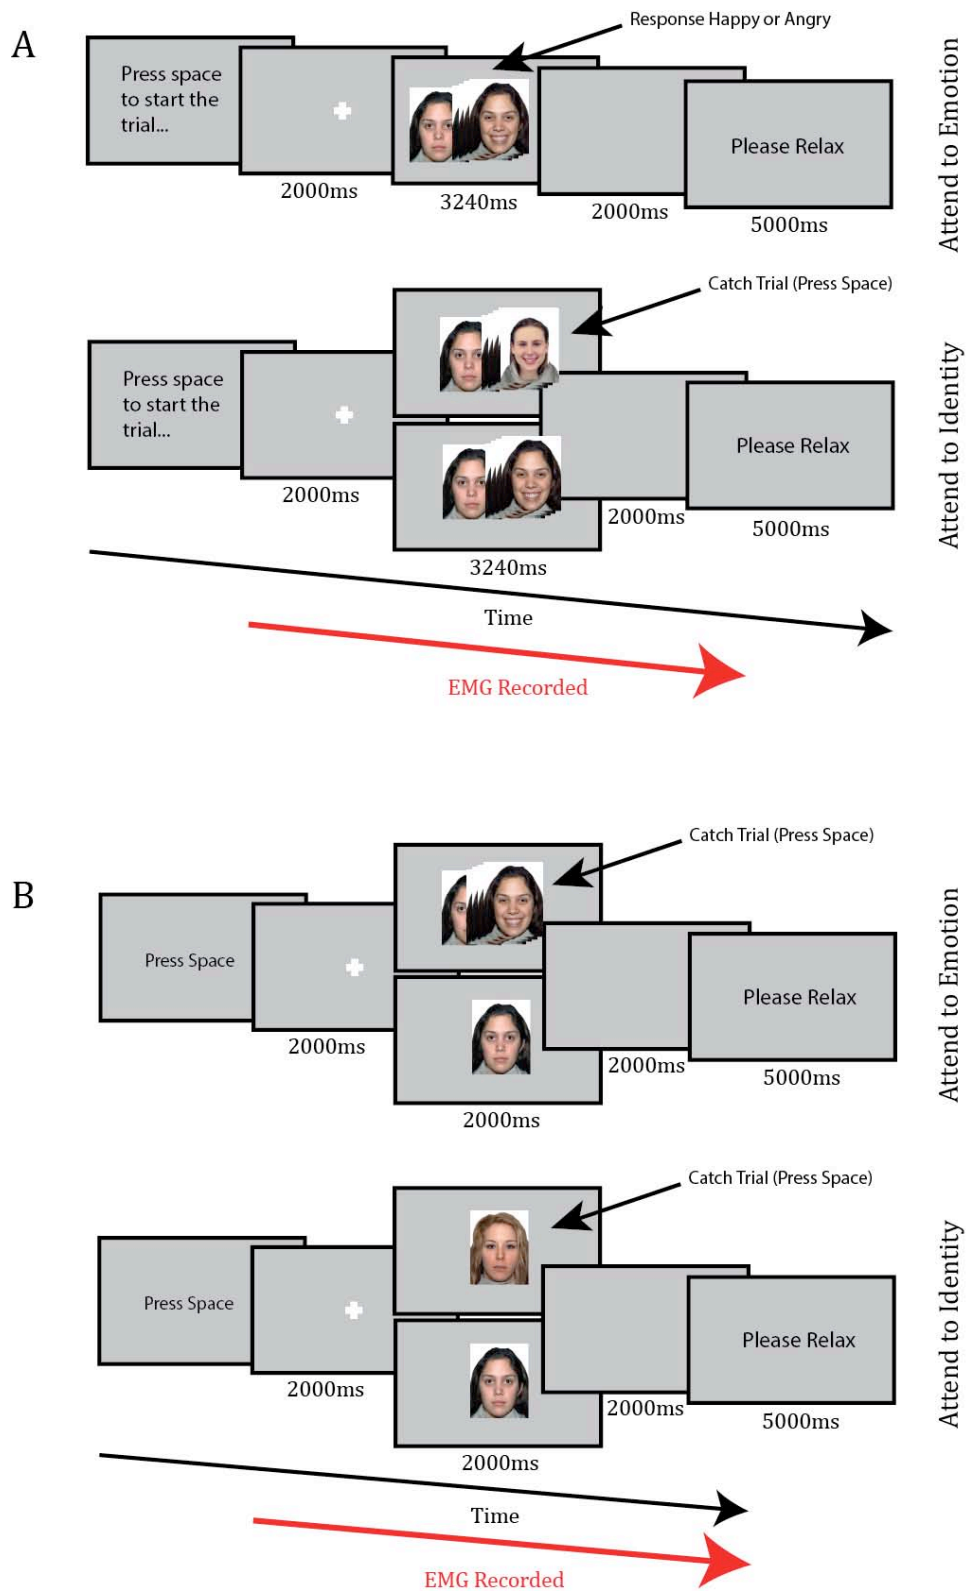 A
Response Happy or Angry
Press space
to start the
trial...
2000ms
3240ms
2000ms
Please Relax
5000ms
Attend to Emotion
Catch Trial (Press Space)
Press space
to start the
trial...
2000ms
3240ms
2000ms
Please Relax
5000ms
Attend to Identity
Time
EMG Recorded
B
Catch Trial (Press Space)
Press Space
2000ms
2000ms
2000ms
Please Relax
5000ms
Attend to Emotion
Catch Trial (Press Space)
Press Space
2000ms
2000ms
2000ms
Please Relax
5000ms
Attend to Identity
Time
EMG Recorded